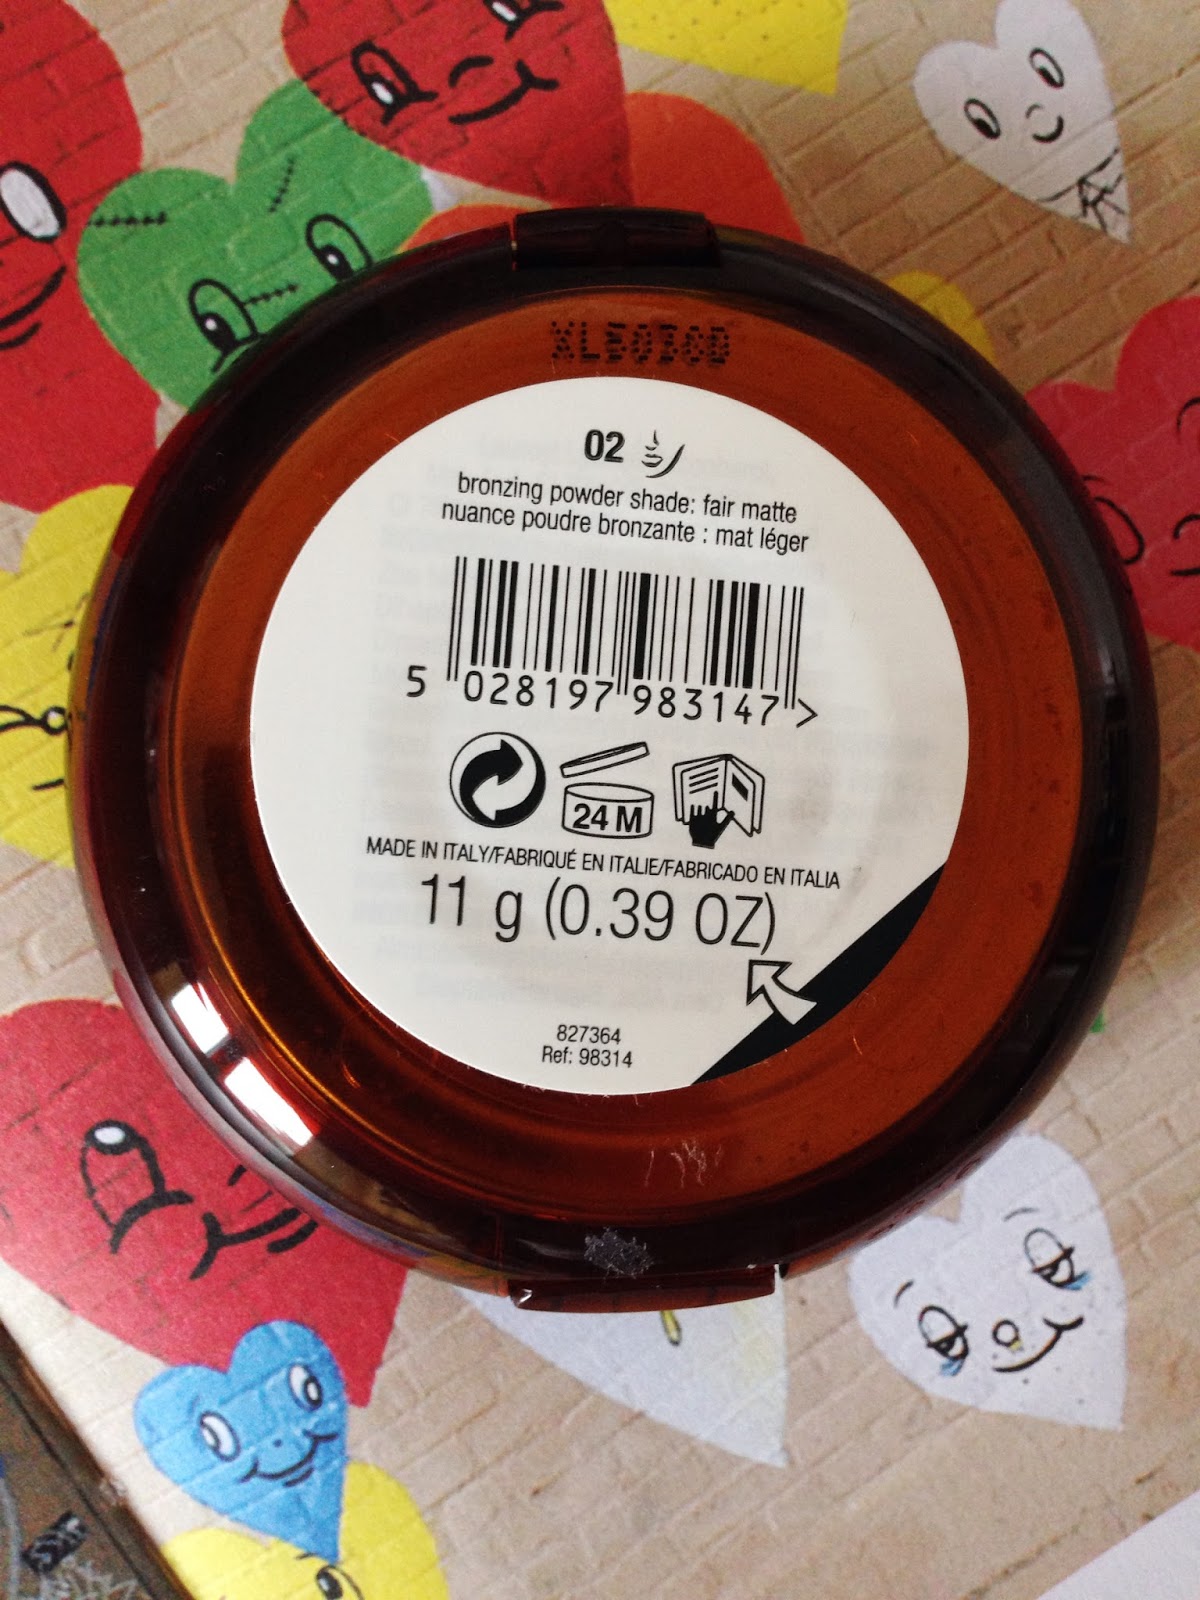 02
bronzing powder shade: fair matte
nuance poudre bronzante : mat léger
5 028197 983147 >
24 M
MADE IN ITALY/FABRIQUÉ EN ITALIE/FABRICADO EN ITALIA
11 g (0.39 OZ)
827364
Ref: 98314